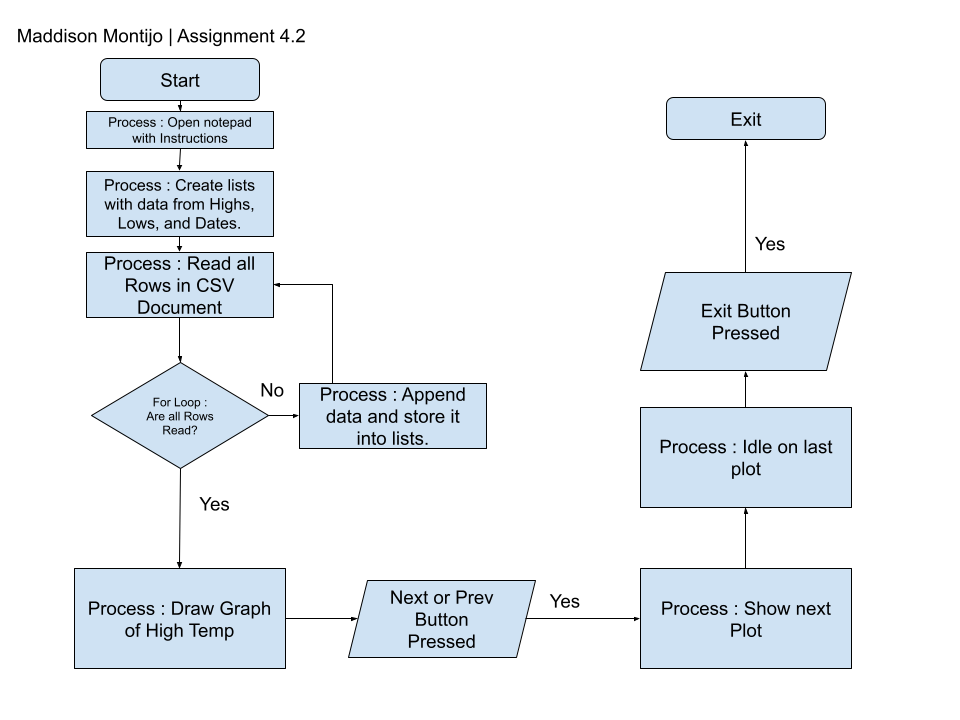 Maddison Montijo | Assignment 4.2
Start
Process : Open notepad
with Instructions
Process : Create lists
with data from Highs,
Lows, and Dates.
Process : Read all
Rows in CSV
Document
For Loop :
Are all Rows
Read?
No
Process : Append
data and store it
into lists.
Yes
Process : Draw Graph
of High Temp
Next or Prev
Button
Pressed
Yes
Process : Show next
Plot
Process : Idle on last
plot
Exit Button
Pressed
Yes
Exit